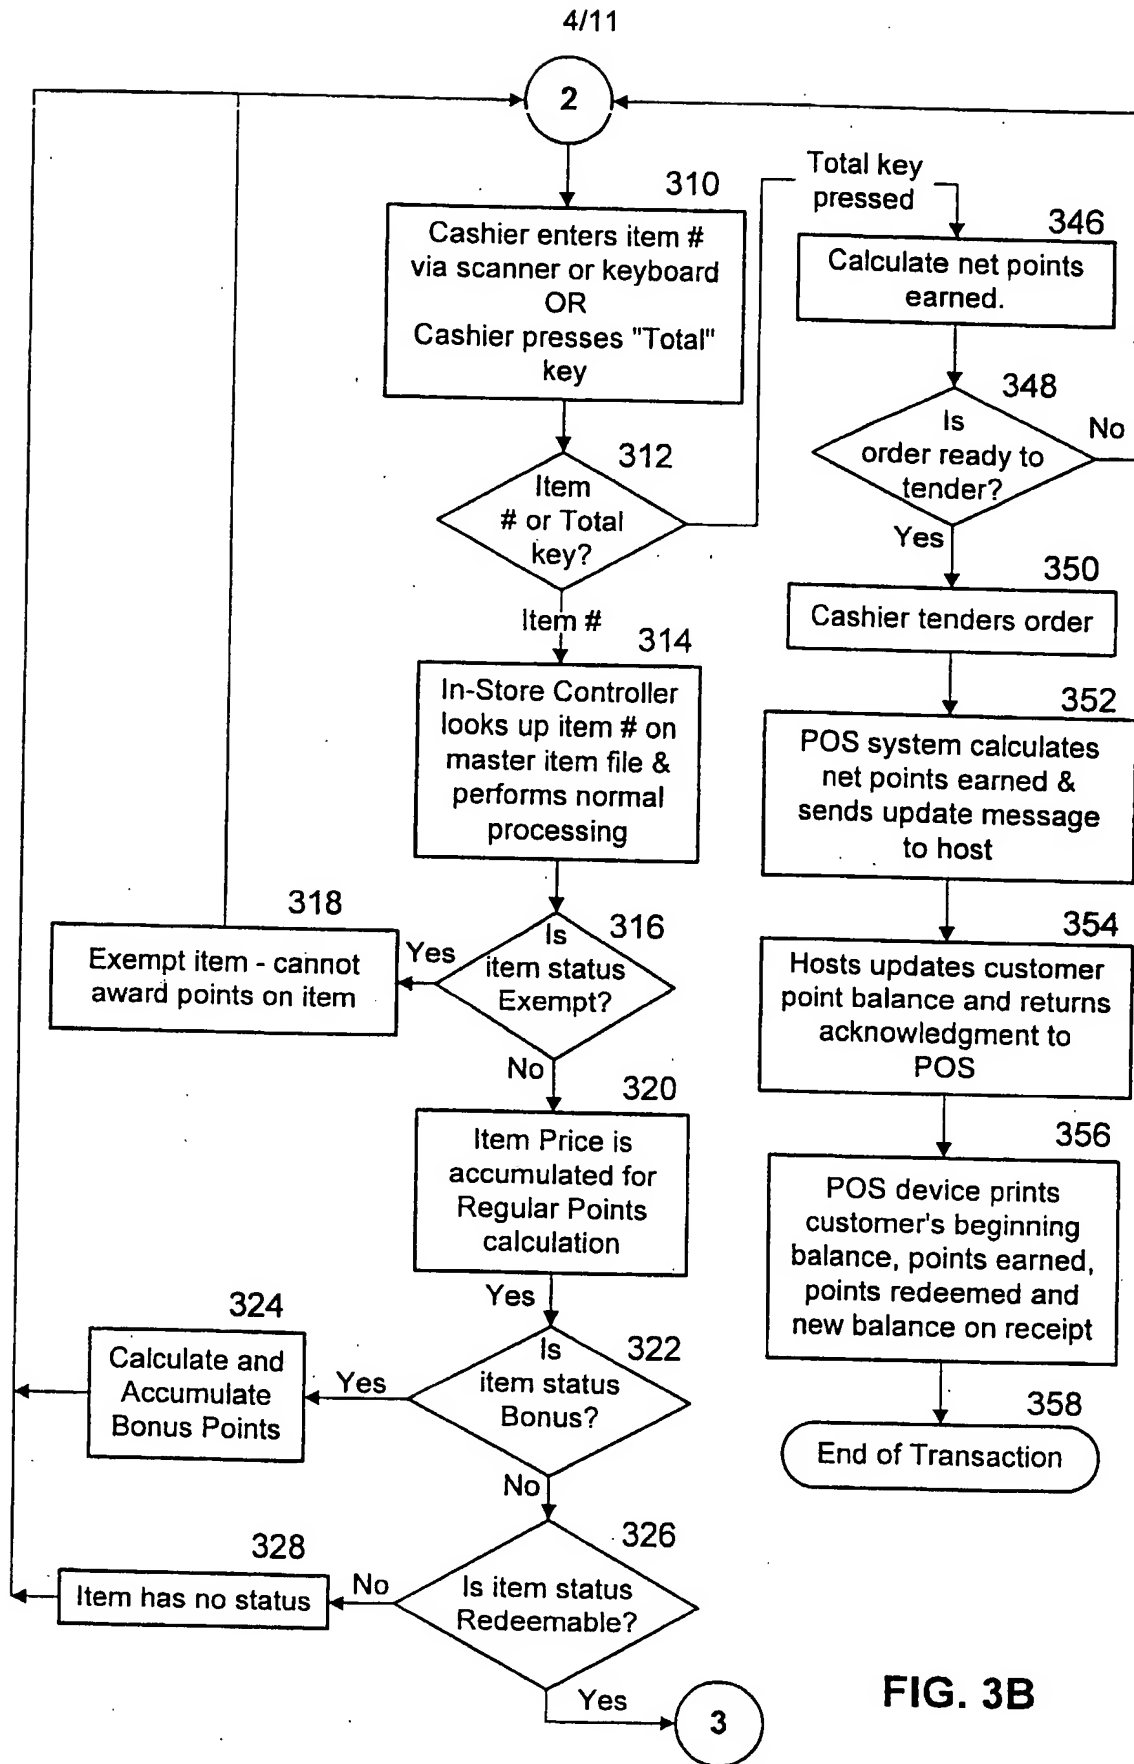 4/11
2
310
Cashier enters item #
via scanner or keyboard
OR
Cashier presses "Total"
key
312
Item
# or Total
key?
Item #
314
In-Store Controller
looks up item # on
master item file &
performs normal
processing
316
Is
item status
Exempt?
Yes
318
Exempt item - cannot
award points on item
No
320
Item Price is
accumulated for
Regular Points
calculation
Yes
322
Is
item status
Bonus?
Yes
324
Calculate and
Accumulate
Bonus Points
No
326
Is item status
Redeemable?
No
328
Item has no status
Yes
3
Total key
pressed
346
Calculate net points
earned.
348
Is
order ready to
tender?
No
Yes
350
Cashier tenders order
352
POS system calculates
net points earned &
sends update message
to host
354
Hosts updates customer
point balance and returns
acknowledgment to
POS
356
POS device prints
customer's beginning
balance, points earned,
points redeemed and
new balance on receipt
358
End of Transaction
FIG. 3B